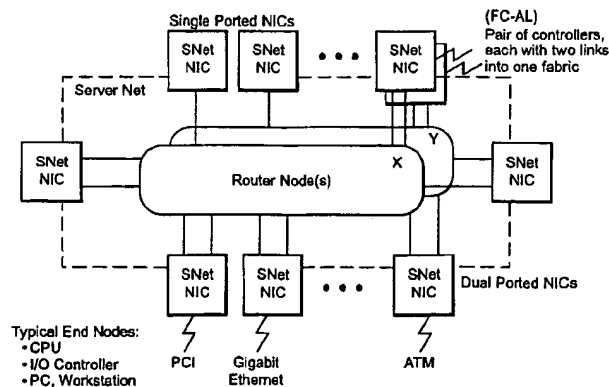 Single Ported NICs
(FC-AL)
Pair of controllers,
each with two links
into one fabric
SNet
NIC
SNet
NIC
SNet
NIC
Server Net
SNet
NIC
Y
X
Router Node(s)
SNet
NIC
SNet
NIC
SNet
NIC
SNet
NIC
Dual Ported NICs
Typical End Nodes:
• CPU
• I/O Controller
• PC, Workstation
PCI
Gigabit
Ethernet
ATM